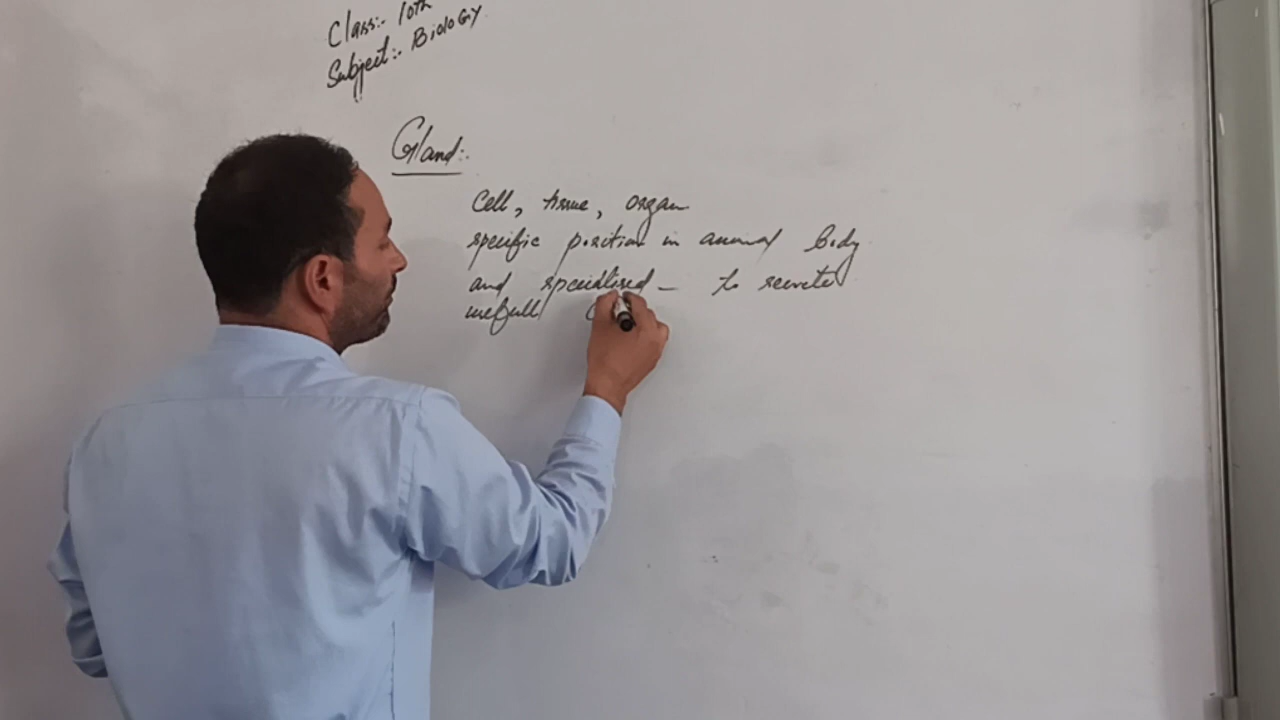 Class:- 10th
Subject:- Biology
Gland:-
Cell, tissue, organ
specific position in animal body
and specialised - to secrete
usefull